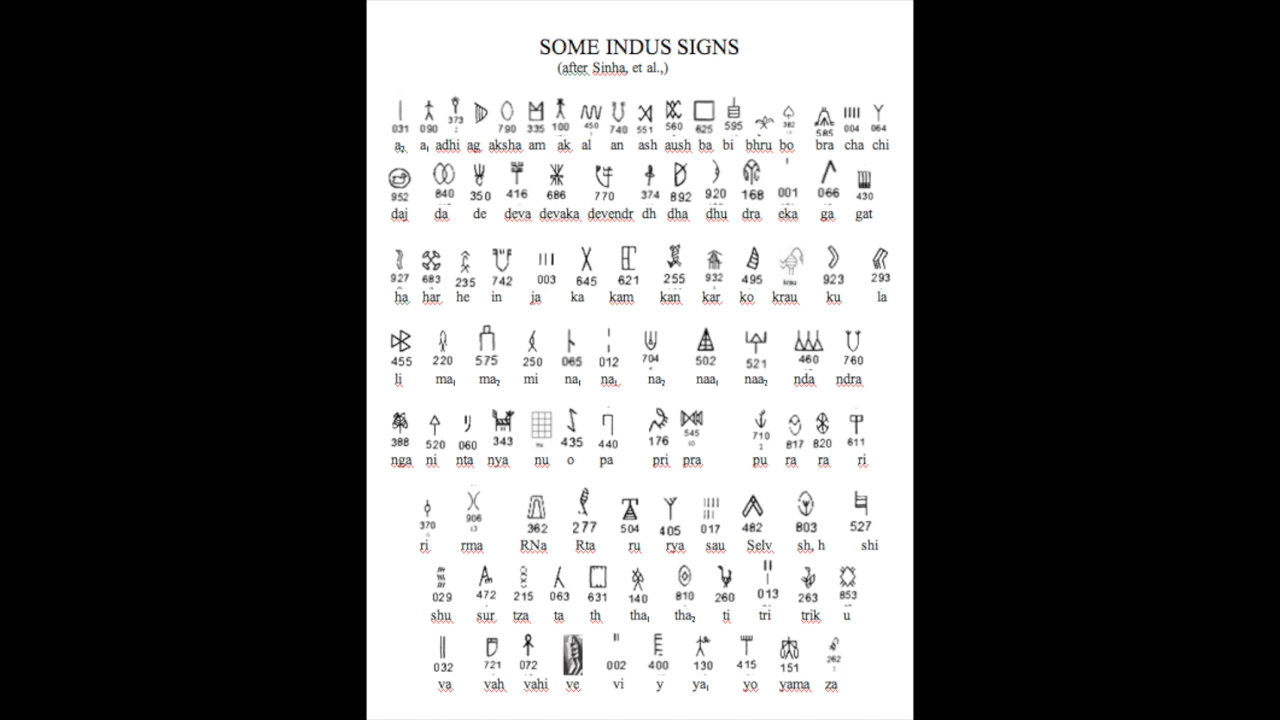 SOME INDUS SIGNS
(after Sinha, et al.,)
031 090 373 790 335 100 450 740 551 560 625 595 382 585 004 064
a₂ a₁ adhi ag aksha am ak al an ash aush ba bi bhru bo bra cha chi
952 840 350 416 686 770 374 892 920 168 001 066 430
daj da de deva devaka devendr dh dha dhu dra eka ga gat
927 683 235 742 003 645 621 255 932 495 krau 923 293
ha har he in ja ka kam kan kar ko krau ku la
455 220 575 250 065 012 704 502 521 460 760
li ma₁ ma₂ mi na₁ na₁ na₂ naa₁ naa₂ nda ndra
388 520 060 343 435 440 176 545 710 817 820 611
nga ni nta nya nu o pa pri pra pu ra ra ri
370 906 362 277 504 405 017 482 803 527
ri rma RNa Rta ru rya sau Selv sh, h shi
029 472 215 063 631 140 810 260 013 263 853
shu sur tza ta th tha₁ tha₂ ti tri trik u
032 721 072 002 400 130 415 151 262
va vah vahi ve vi y ya₁ yo yama za